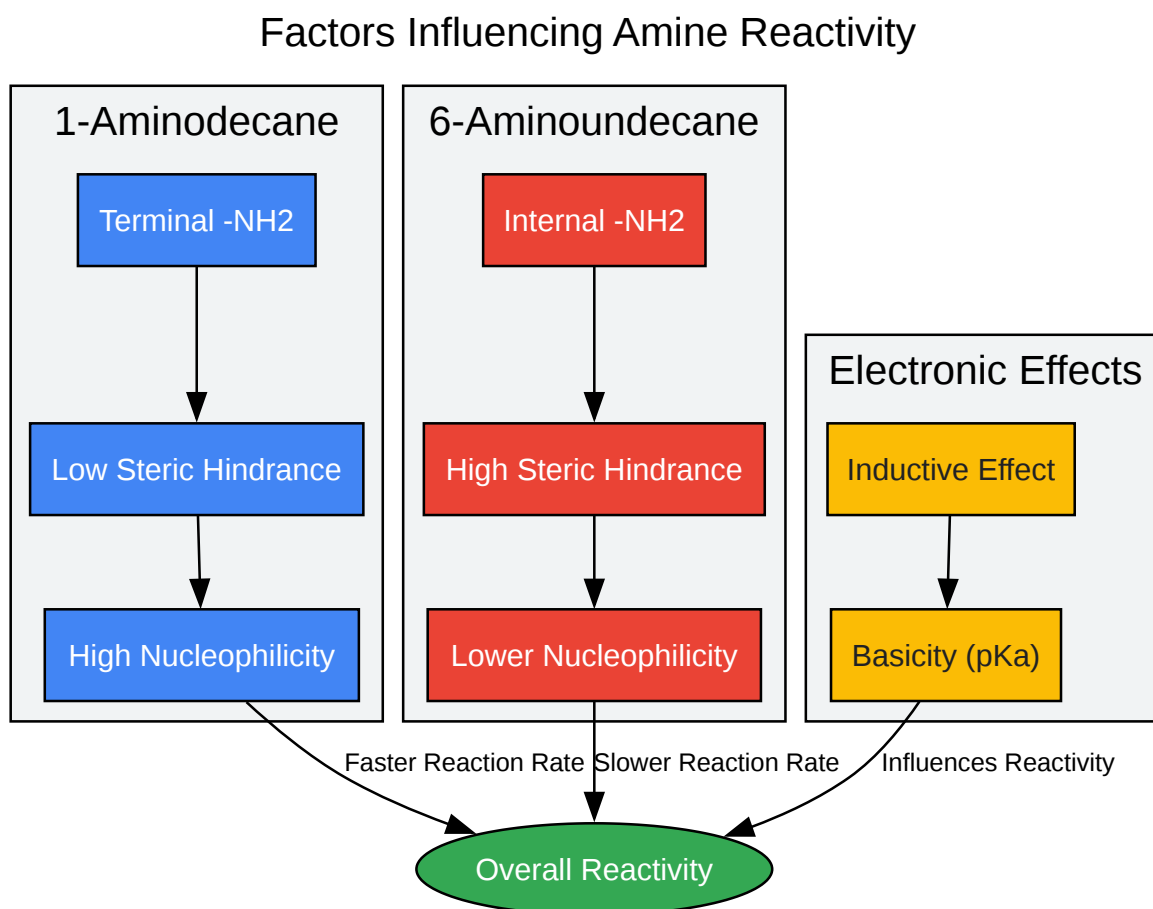 Factors Influencing Amine Reactivity
1-Aminodecane
Terminal -NH2
Low Steric Hindrance
High Nucleophilicity
6-Aminoundecane
Internal -NH2
High Steric Hindrance
Lower Nucleophilicity
Electronic Effects
Inductive Effect
Basicity (pKa)
Faster Reaction Rate
Slower Reaction Rate
Influences Reactivity
Overall Reactivity